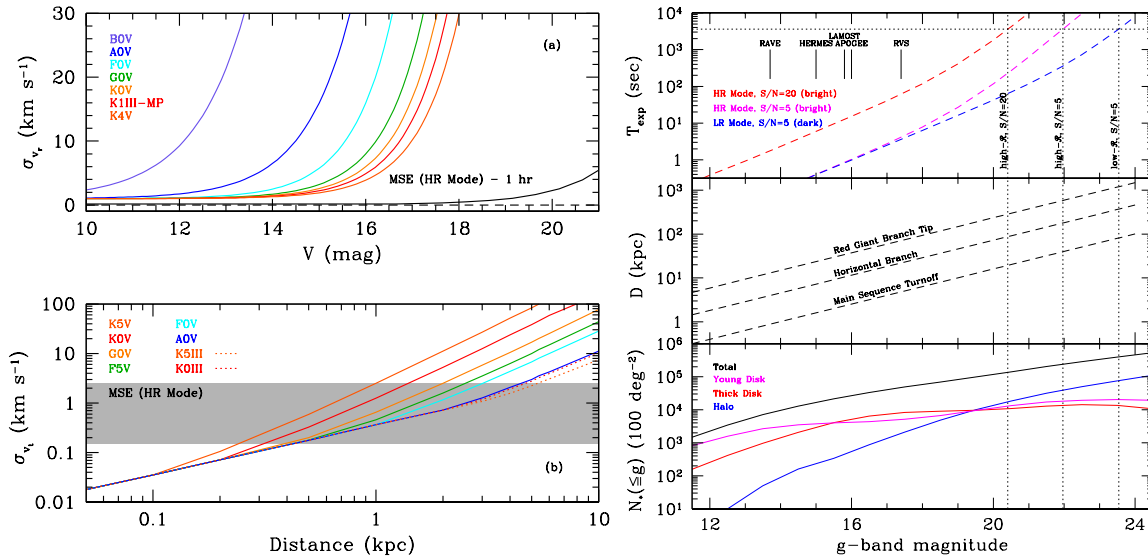 30
20
10
0
σ_vr (km s⁻¹)
B0V
A0V
F0V
G0V
K0V
K1III-MP
K4V
(a)
MSE (HR Mode) - 1 hr
10 12 14 16 18 20
V (mag)
100
10
1
0.1
0.01
σ_vt (km s⁻¹)
K5V F0V
K0V A0V
G0V K5III
F5V K0III
MSE (HR Mode)
(b)
0.1 1 10
Distance (kpc)
10⁴
10³
10²
10
1
T_exp (sec)
LAMOST
RAVE HERMES APOGEE RVS
HR Mode, S/N=20 (bright)
HR Mode, S/N=5 (bright)
LR Mode, S/N=5 (dark)
high-ℛ, S/N=20
high-ℛ, S/N=5
low-ℛ, S/N=5
10³
10²
10¹
1
D (kpc)
Red Giant Branch Tip
Horizontal Branch
Main Sequence Turnoff
10⁶
10⁵
10⁴
10³
10²
10¹
N*(≦g) (100 deg⁻²)
Total
Young Disk
Thick Disk
Halo
12 14 16 18 20 22 24
g-band magnitude